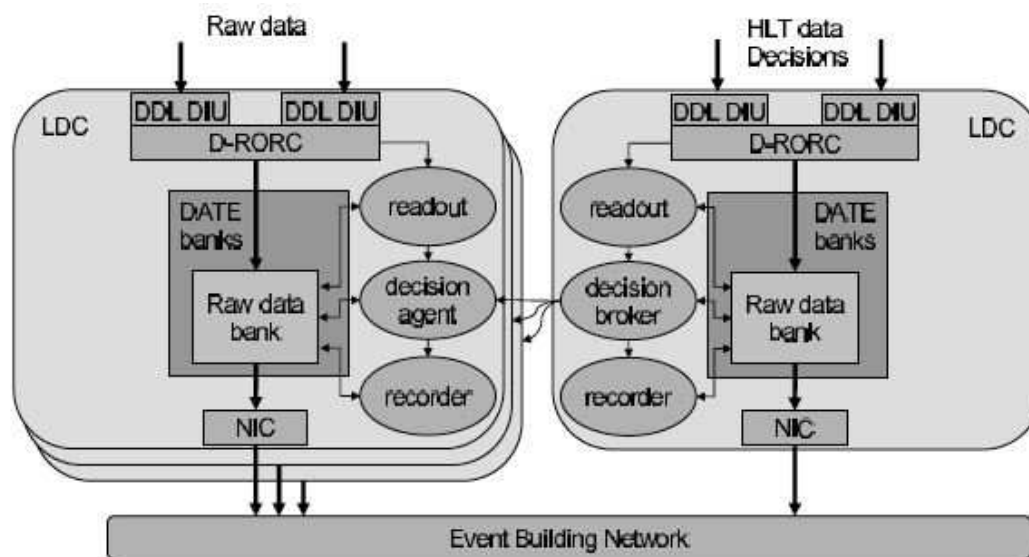 Raw data
HLT data
Decisions
LDC
DDL DIU
DDL DIU
D-RORC
readout
DATE
banks
decision
agent
Raw data
bank
recorder
NIC
DDL DIU
DDL DIU
LDC
D-RORC
readout
DATE
banks
decision
broker
Raw data
bank
recorder
NIC
Event Building Network